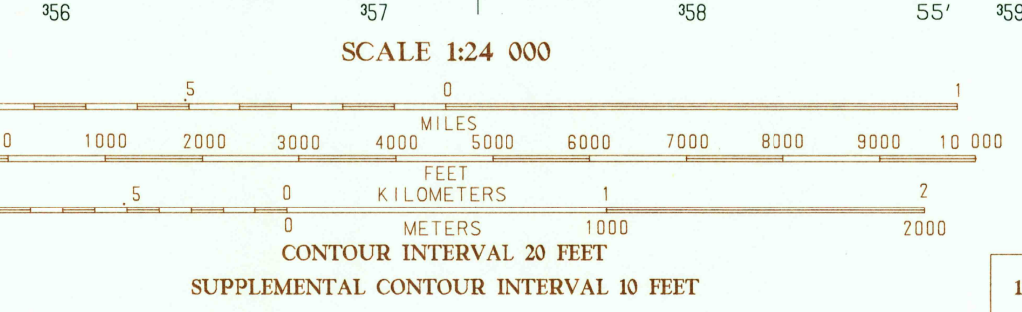 ³56 ³57 ³58 55′ ³59
SCALE 1:24 000
.5 0 1
MILES
0 1000 2000 3000 4000 5000 6000 7000 8000 9000 10 000
FEET
.5 0 KILOMETERS 1 2
0 METERS 1000 2000
CONTOUR INTERVAL 20 FEET
SUPPLEMENTAL CONTOUR INTERVAL 10 FEET
1